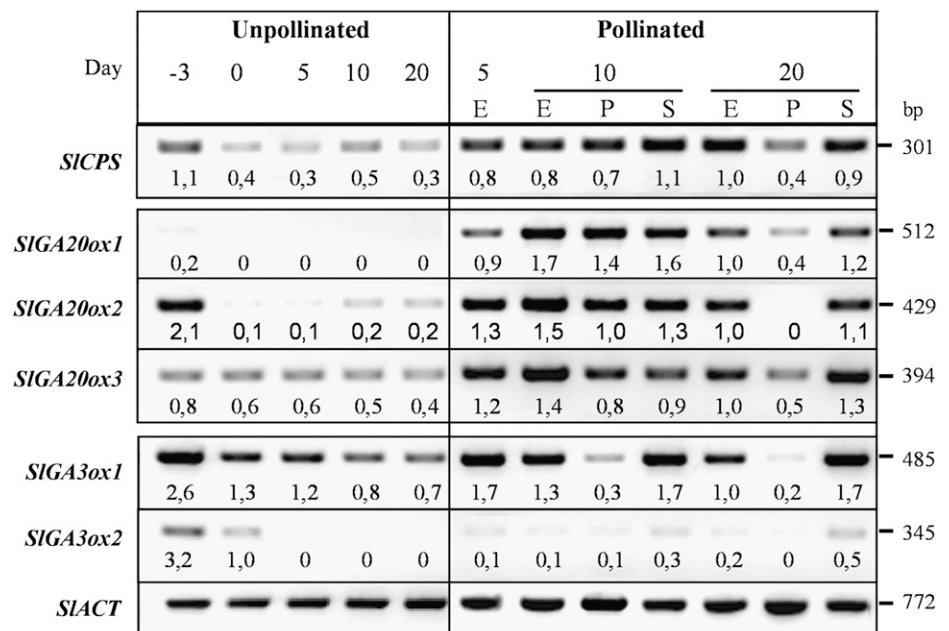 Unpollinated Pollinated
Day -3 0 5 10 20 5 10 20
E E P S E P S bp
SlCPS 301
1,1 0,4 0,3 0,5 0,3 0,8 0,8 0,7 1,1 1,0 0,4 0,9
SlGA20ox1 512
0,2 0 0 0 0 0,9 1,7 1,4 1,6 1,0 0,4 1,2
SlGA20ox2 429
2,1 0,1 0,1 0,2 0,2 1,3 1,5 1,0 1,3 1,0 0 1,1
SlGA20ox3 394
0,8 0,6 0,6 0,5 0,4 1,2 1,4 0,8 0,9 1,0 0,5 1,3
SlGA3ox1 485
2,6 1,3 1,2 0,8 0,7 1,7 1,3 0,3 1,7 1,0 0,2 1,7
SlGA3ox2 345
3,2 1,0 0 0 0 0,1 0,1 0,1 0,3 0,2 0 0,5
SlACT 772